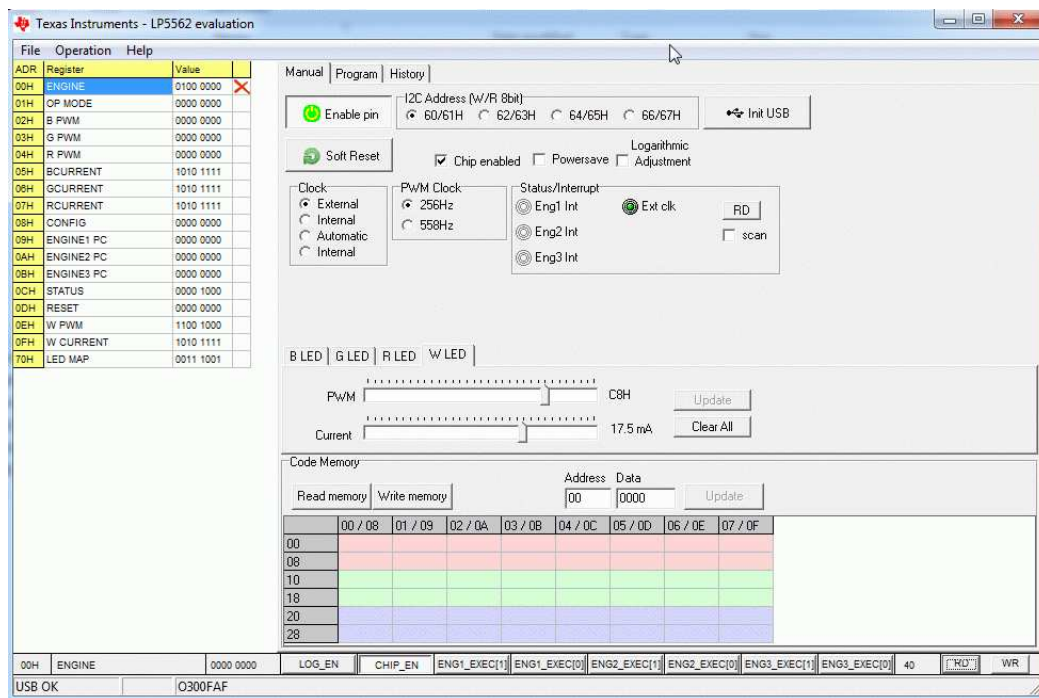 Texas Instruments - LP5562 evaluation
File Operation Help
ADR Register Value
00H ENGINE 0100 0000
01H OP MODE 0000 0000
02H B PWM 0000 0000
03H G PWM 0000 0000
04H R PWM 0000 0000
05H BCURRENT 1010 1111
06H GCURRENT 1010 1111
07H RCURRENT 1010 1111
08H CONFIG 0000 0000
09H ENGINE1 PC 0000 0000
0AH ENGINE2 PC 0000 0000
0BH ENGINE3 PC 0000 0000
0CH STATUS 0000 1000
0DH RESET 0000 0000
0EH W PWM 1100 1000
0FH W CURRENT 1010 1111
70H LED MAP 0011 1001
Manual Program History
Enable pin
I2C Address (W/R 8bit)
60/61H 62/63H 64/65H 66/67H
Init USB
Soft Reset
Chip enabled Powersave Logarithmic Adjustment
Clock
External
Internal
Automatic
Internal
PWM Clock
256Hz
558Hz
Status/Interrupt
Eng1 Int Ext clk RD
Eng2 Int scan
Eng3 Int
B LED G LED R LED W LED
PWM C8H Update
Current 17.5 mA Clear All
Code Memory
Read memory Write memory
Address Data
00 0000 Update
00 / 08 01 / 09 02 / 0A 03 / 0B 04 / 0C 05 / 0D 06 / 0E 07 / 0F
00
08
10
18
20
28
00H ENGINE 0000 0000 LOG_EN CHIP_EN ENG1_EXEC[1] ENG1_EXEC[0] ENG2_EXEC[1] ENG2_EXEC[0] ENG3_EXEC[1] ENG3_EXEC[0] 40 RD WR
USB OK O300FAF